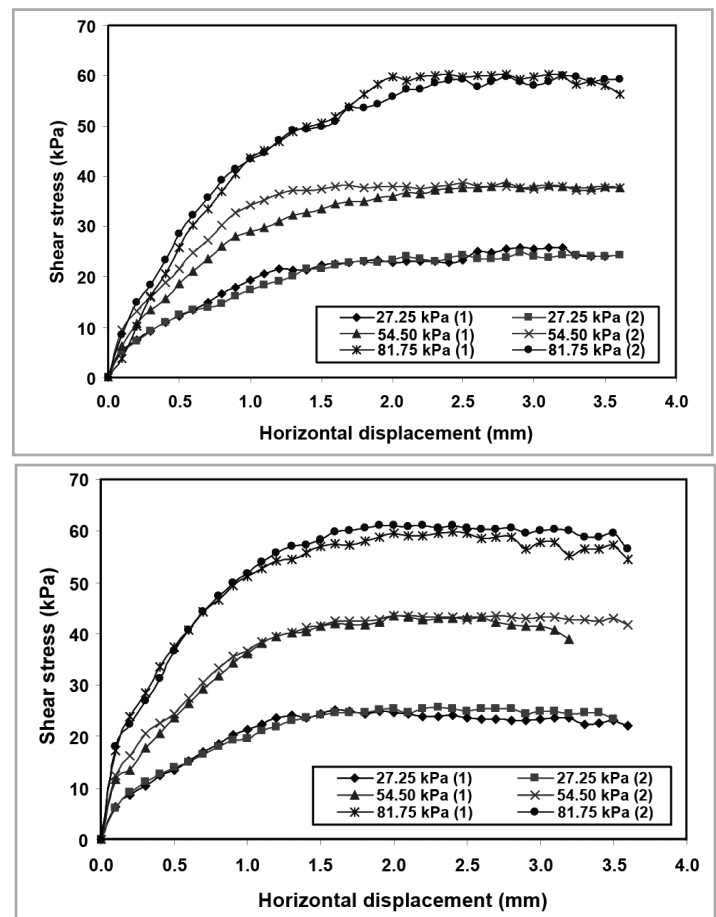 70
60
50
40
30
20
10
0
Shear stress (kPa)
27.25 kPa (1) 27.25 kPa (2)
54.50 kPa (1) 54.50 kPa (2)
81.75 kPa (1) 81.75 kPa (2)
0.0 0.5 1.0 1.5 2.0 2.5 3.0 3.5 4.0
Horizontal displacement (mm)
70
60
50
40
30
20
10
0
Shear stress (kPa)
27.25 kPa (1) 27.25 kPa (2)
54.50 kPa (1) 54.50 kPa (2)
81.75 kPa (1) 81.75 kPa (2)
0.0 0.5 1.0 1.5 2.0 2.5 3.0 3.5 4.0
Horizontal displacement (mm)